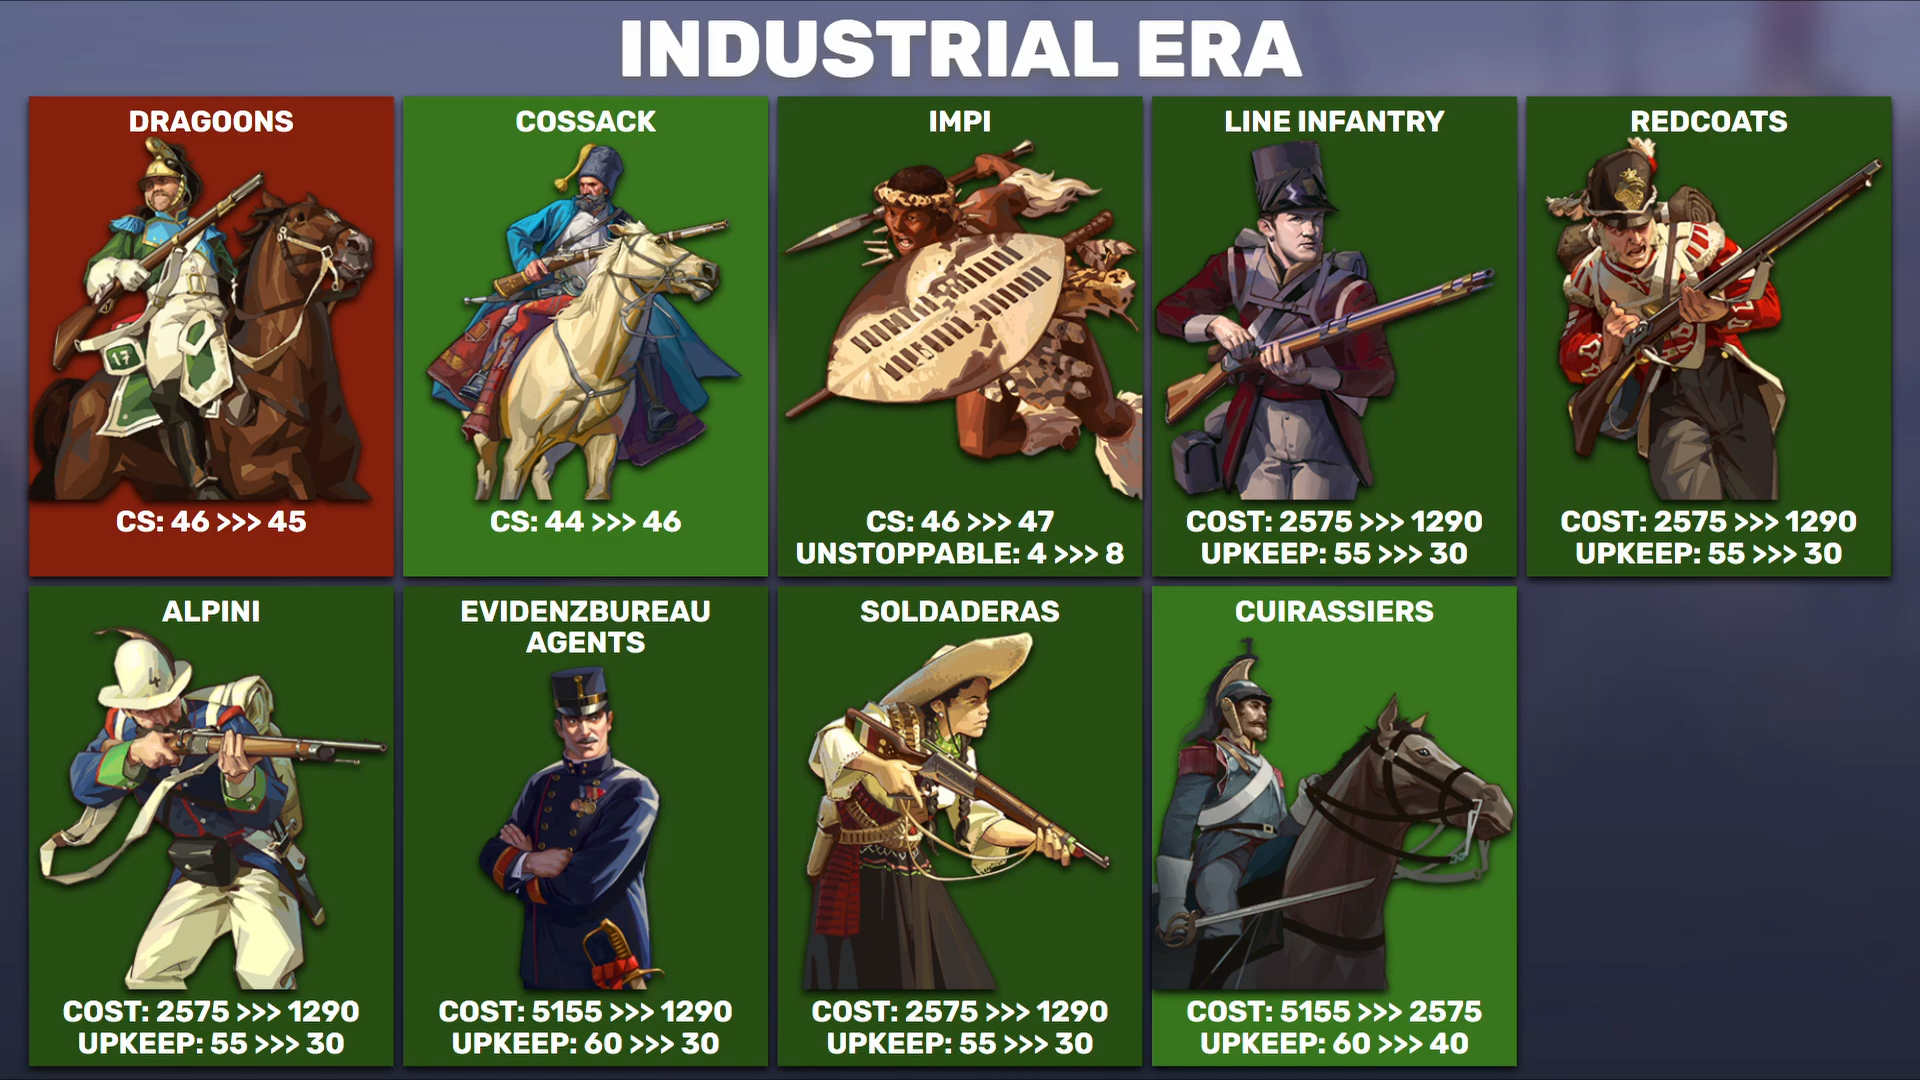 INDUSTRIAL ERA
DRAGOONS
17
CS: 46 >>> 45
COSSACK
CS: 44 >>> 46
IMPI
CS: 46 >>> 47
UNSTOPPABLE: 4 >>> 8
LINE INFANTRY
COST: 2575 >>> 1290
UPKEEP: 55 >>> 30
REDCOATS
COST: 2575 >>> 1290
UPKEEP: 55 >>> 30
ALPINI
4
COST: 2575 >>> 1290
UPKEEP: 55 >>> 30
EVIDENZBUREAU
AGENTS
COST: 5155 >>> 1290
UPKEEP: 60 >>> 30
SOLDADERAS
COST: 2575 >>> 1290
UPKEEP: 55 >>> 30
CUIRASSIERS
COST: 5155 >>> 2575
UPKEEP: 60 >>> 40